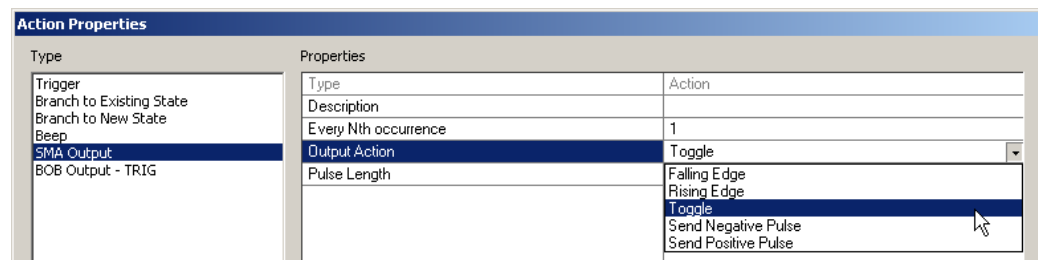 Action Properties
Type
Properties
Trigger
Branch to Existing State
Branch to New State
Beep
SMA Output
BOB Output - TRIG
Type Action
Description
Every Nth occurrence 1
Output Action Toggle
Pulse Length
Falling Edge
Rising Edge
Toggle
Send Negative Pulse
Send Positive Pulse